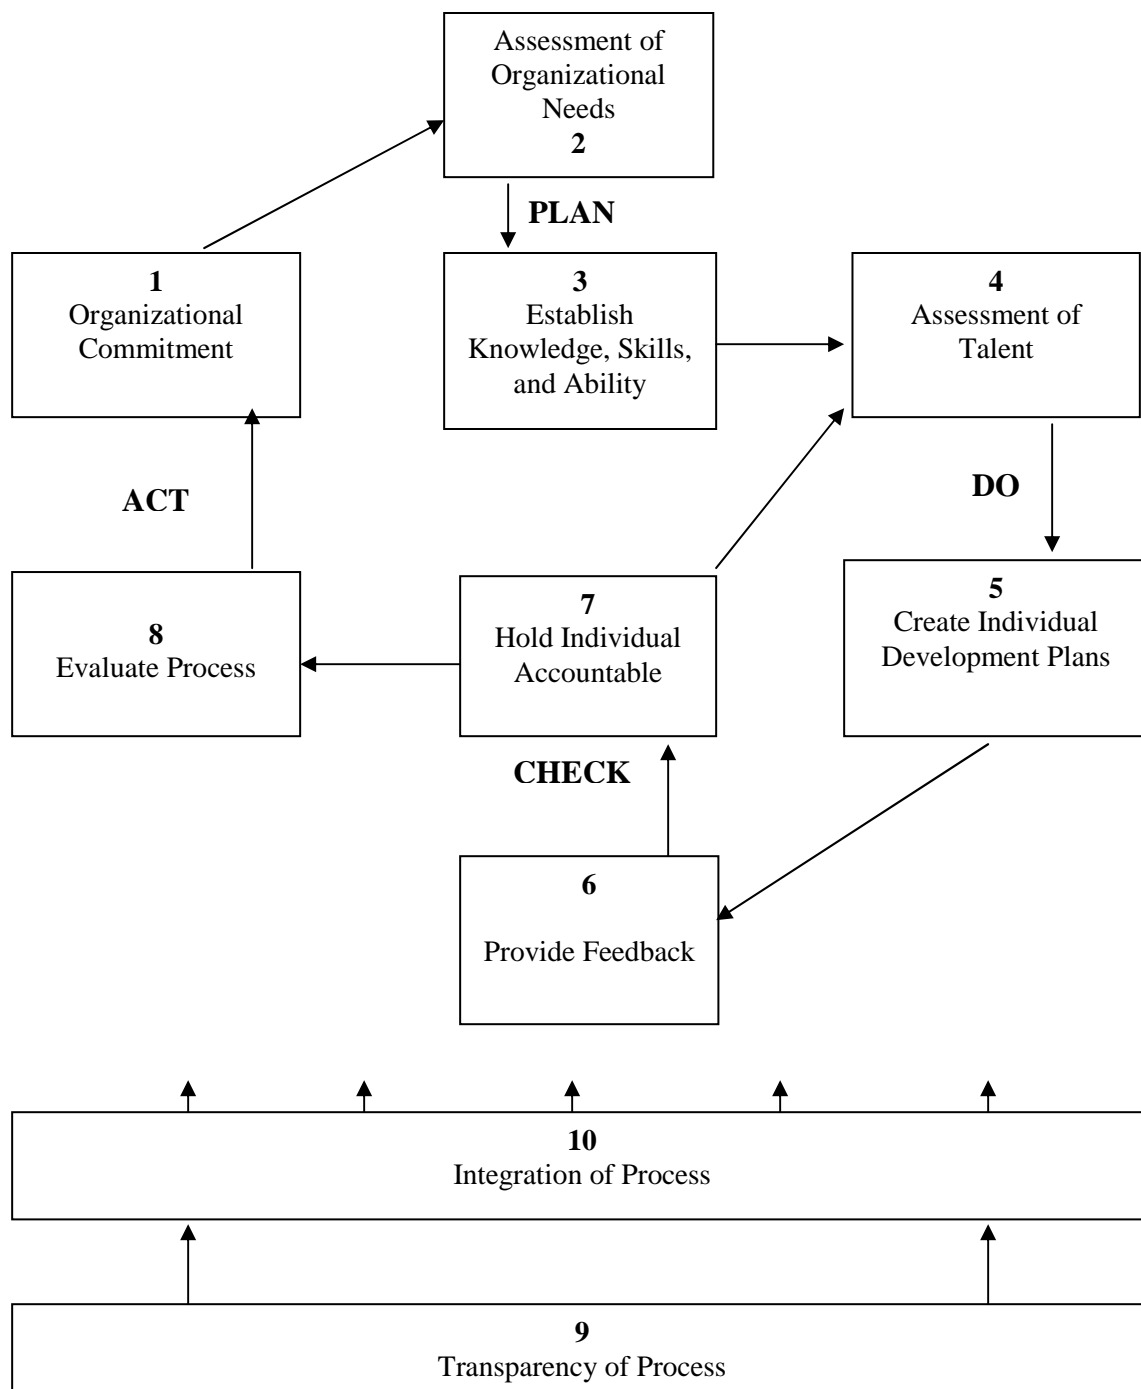 Assessment of
Organizational
Needs
2
PLAN
1
Organizational
Commitment
3
Establish
Knowledge, Skills,
and Ability
4
Assessment of
Talent
ACT
DO
8
Evaluate Process
7
Hold Individual
Accountable
5
Create Individual
Development Plans
CHECK
6
Provide Feedback
10
Integration of Process
9
Transparency of Process